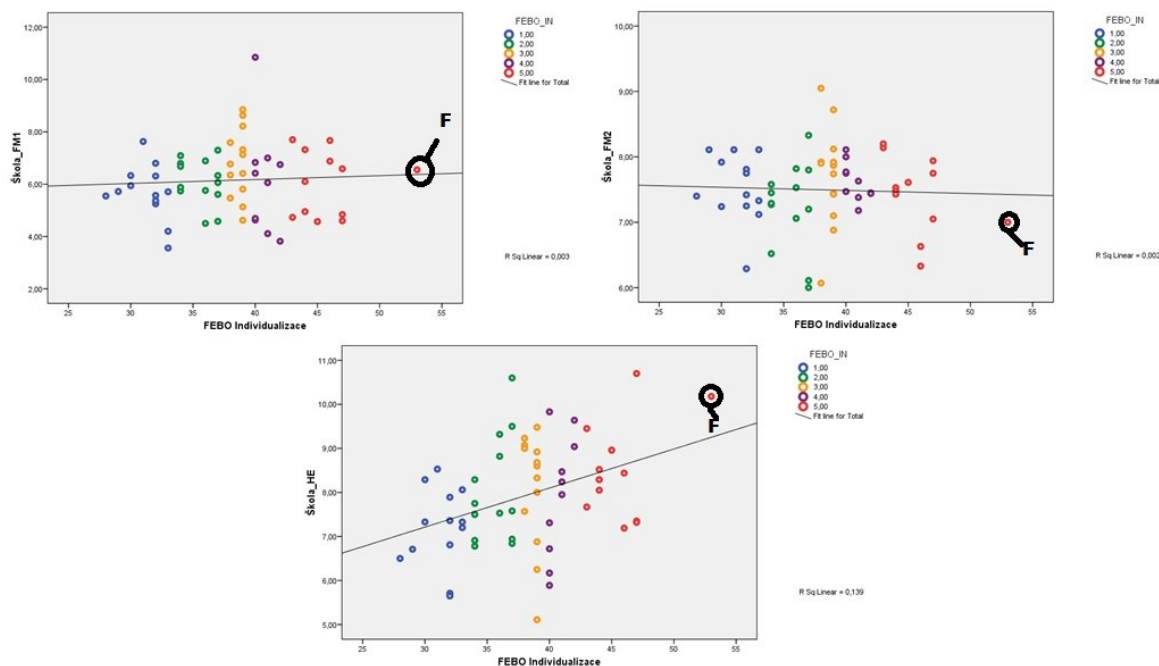 12,00
10,00
8,00
6,00
4,00
2,00
Škola_FM1
25 30 35 40 45 50 55
FEBO Individualizace
F
FEBO_IN
1,00
2,00
3,00
4,00
5,00
Fit line for Total
R Sq Linear = 0,003
10,00
9,00
8,00
7,00
6,00
Škola_FM2
25 30 35 40 45 50 55
FEBO Individualizace
F
FEBO_IN
1,00
2,00
3,00
4,00
5,00
Fit line for Total
R Sq Linear = 0,002
11,00
10,00
9,00
8,00
7,00
6,00
5,00
Škola_HE
25 30 35 40 45 50 55
FEBO Individualizace
F
FEBO_IN
1,00
2,00
3,00
4,00
5,00
Fit line for Total
R Sq Linear = 0,139